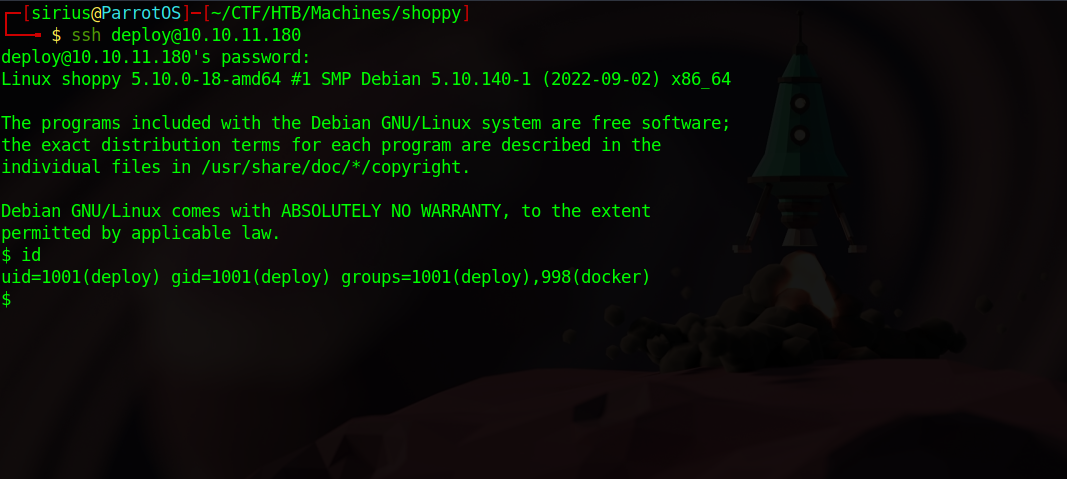 ┌─[sirius@ParrotOS]─[~/CTF/HTB/Machines/shoppy]
└──╼ $ ssh deploy@10.10.11.180
deploy@10.10.11.180's password:
Linux shoppy 5.10.0-18-amd64 #1 SMP Debian 5.10.140-1 (2022-09-02) x86_64
The programs included with the Debian GNU/Linux system are free software;
the exact distribution terms for each program are described in the
individual files in /usr/share/doc/*/copyright.
Debian GNU/Linux comes with ABSOLUTELY NO WARRANTY, to the extent
permitted by applicable law.
$ id
uid=1001(deploy) gid=1001(deploy) groups=1001(deploy),998(docker)
$